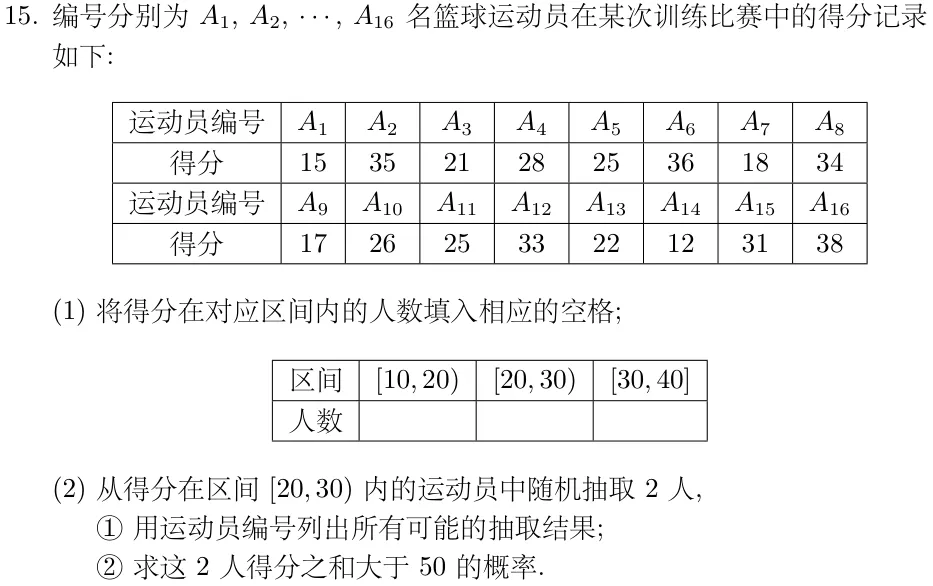 15. 编号分别为 A₁, A₂, ···, A₁₆ 名篮球运动员在某次训练比赛中的得分记录
如下:
运动员编号 A₁ A₂ A₃ A₄ A₅ A₆ A₇ A₈
得分 15 35 21 28 25 36 18 34
运动员编号 A₉ A₁₀ A₁₁ A₁₂ A₁₃ A₁₄ A₁₅ A₁₆
得分 17 26 25 33 22 12 31 38
(1) 将得分在对应区间内的人数填入相应的空格;
区间 [10, 20) [20, 30) [30, 40]
人数
(2) 从得分在区间 [20, 30) 内的运动员中随机抽取 2 人,
① 用运动员编号列出所有可能的抽取结果;
② 求这 2 人得分之和大于 50 的概率.